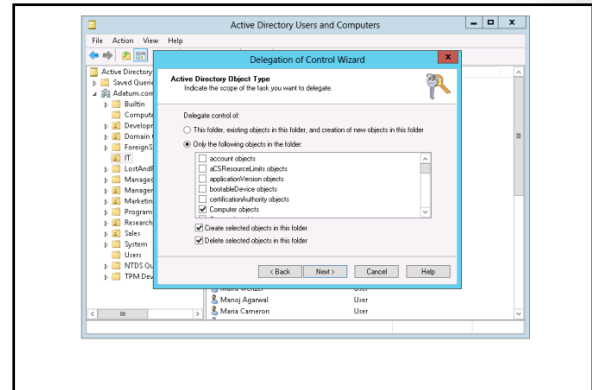 Active Directory Users and Computers
File Action View Help
Delegation of Control Wizard
Active Directory Object Type
Indicate the scope of the task you want to delegate.
Delegate control of:
This folder, existing objects in this folder, and creation of new objects in this folder
Only the following objects in the folder:
account objects
aCSResourceLimits objects
applicationVersion objects
bootableDevice objects
certificationAuthority objects
Computer objects
Create selected objects in this folder
Delete selected objects in this folder
< Back Next > Cancel Help
Active Directory
Saved Querie
Adatum.com
Builtin
Compute
Develop
Domain
ForeignS
IT
LostAndF
Managed
Manager
Marketin
Program
Research
Sales
System
Users
NTDS Qu
TPM Dev
User
Manoj Agarwal User
Maria Cameron User